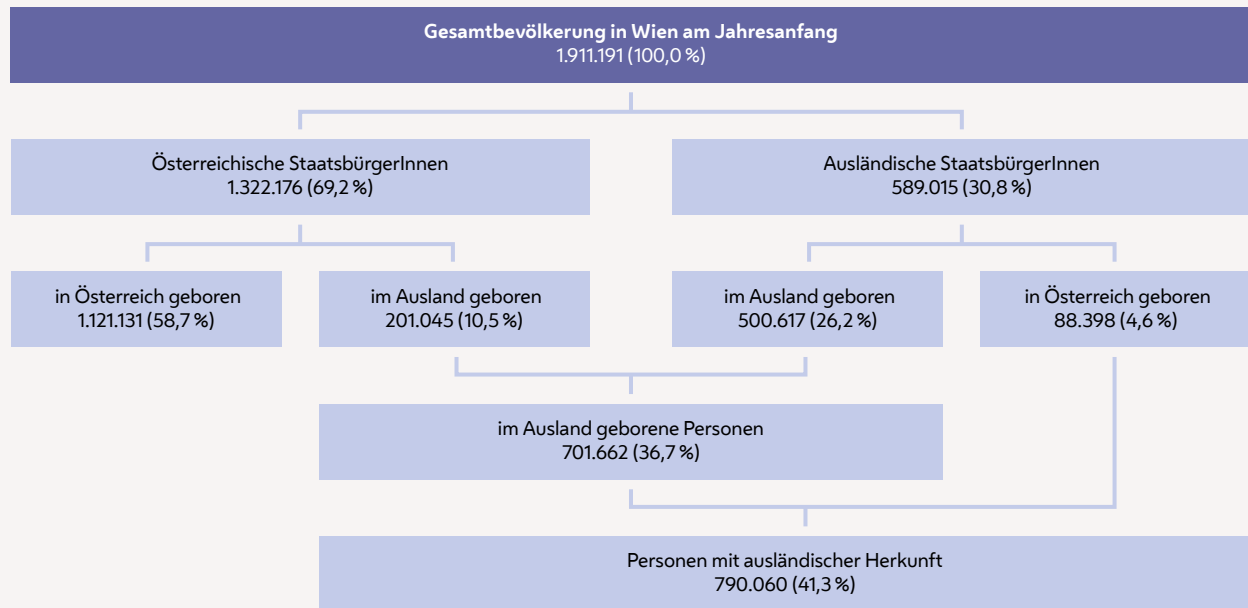 Gesamtbevölkerung in Wien am Jahresanfang
1.911.191 (100,0 %)
Österreichische StaatsbürgerInnen
1.322.176 (69,2 %)
Ausländische StaatsbürgerInnen
589.015 (30,8 %)
in Österreich geboren
1.121.131 (58,7 %)
im Ausland geboren
201.045 (10,5 %)
im Ausland geboren
500.617 (26,2 %)
in Österreich geboren
88.398 (4,6 %)
im Ausland geborene Personen
701.662 (36,7 %)
Personen mit ausländischer Herkunft
790.060 (41,3 %)